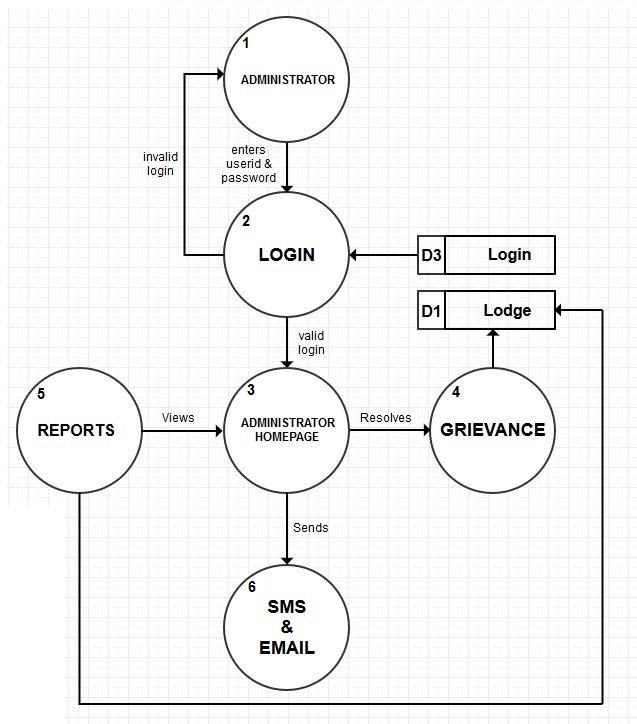 1
ADMINISTRATOR
invalid
login
enters
userid &
password
2
LOGIN
D3 Login
D1 Lodge
valid
login
5
REPORTS
Views
3
ADMINISTRATOR
HOMEPAGE
Resolves
4
GRIEVANCE
Sends
6
SMS
&
EMAIL